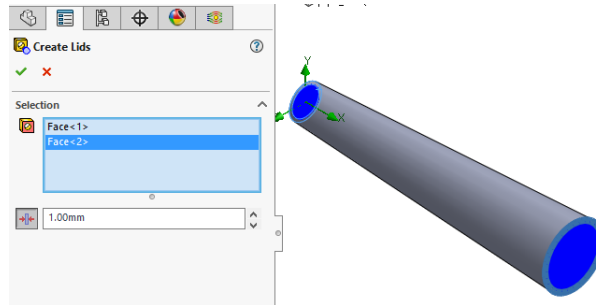 Create Lids
?
Selection
Face<1>
Face<2>
1.00mm
Y
X